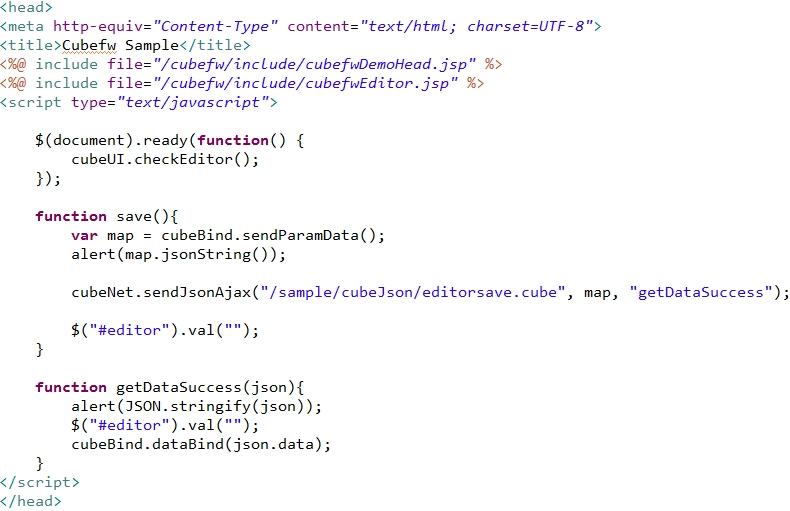 <head>
<meta http-equiv="Content-Type" content="text/html; charset=UTF-8">
<title>Cubefw Sample</title>
<%@ include file="/cubefw/include/cubefwDemoHead.jsp" %>
<%@ include file="/cubefw/include/cubefwEditor.jsp" %>
<script type="text/javascript">

    $(document).ready(function() {
        cubeUI.checkEditor();
    });

    function save(){
        var map = cubeBind.sendParamData();
        alert(map.jsonString());

        cubeNet.sendJsonAjax("/sample/cubeJson/editorsave.cube", map, "getDataSuccess");

        $("#editor").val("");
    }

    function getDataSuccess(json){
        alert(JSON.stringify(json));
        $("#editor").val("");
        cubeBind.dataBind(json.data);
    }
</script>
</head>